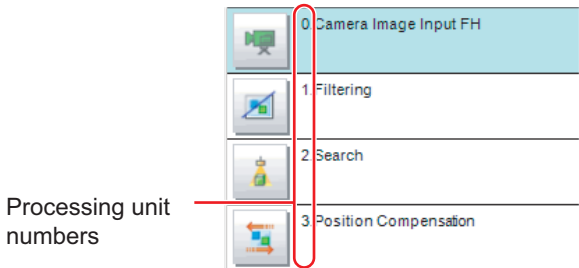 0.Camera Image Input FH
1.Filtering
2.Search
3.Position Compensation
Processing unit
numbers